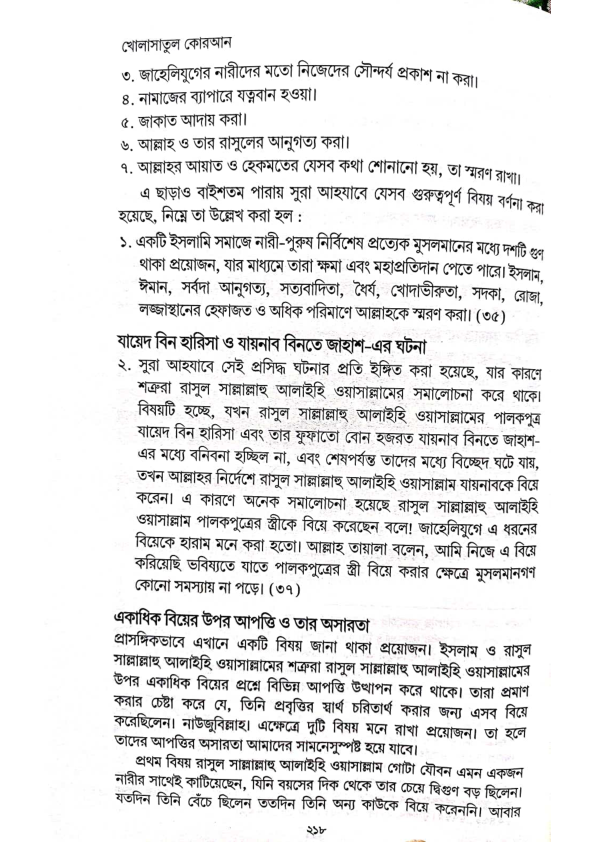 খোলাসাতুল কোরআন
৩. জাহেলিযুগের নারীদের মতো নিজেদের সৌন্দর্য প্রকাশ না করা।
৪. নামাজের ব্যাপারে যত্নবান হওয়া।
৫. জাকাত আদায় করা।
৬. আল্লাহ ও তার রাসুলের আনুগত্য করা।
৭. আল্লাহর আয়াত ও হেকমতের যেসব কথা শোনানো হয়, তা স্মরণ রাখা।
এ ছাড়াও বাইশতম পারায় সুরা আহযাবে যেসব গুরুত্বপূর্ণ বিষয় বর্ণনা করা
হয়েছে, নিম্নে তা উল্লেখ করা হল :
১. একটি ইসলামি সমাজে নারী-পুরুষ নির্বিশেষ প্রত্যেক মুসলমানের মধ্যে দশটি গুণ
থাকা প্রয়োজন, যার মাধ্যমে তারা ক্ষমা এবং মহাপ্রতিদান পেতে পারে। ইসলাম,
ঈমান, সর্বদা আনুগত্য, সত্যবাদিতা, ধৈর্য, খোদাভীরুতা, সদকা, রোজা,
লজ্জাস্থানের হেফাজত ও অধিক পরিমাণে আল্লাহকে স্মরণ করা। (৩৫)
যায়েদ বিন হারিসা ও যায়নাব বিনতে জাহাশ-এর ঘটনা
২. সুরা আহযাবে সেই প্রসিদ্ধ ঘটনার প্রতি ইঙ্গিত করা হয়েছে, যার কারণে
শত্রুরা রাসুল সাল্লাল্লাহু আলাইহি ওয়াসাল্লামের সমালোচনা করে থাকে।
বিষয়টি হচ্ছে, যখন রাসুল সাল্লাল্লাহু আলাইহি ওয়াসাল্লামের পালকপুত্র
যায়েদ বিন হারিসা এবং তার ফুফাতো বোন হজরত যায়নাব বিনতে জাহাশ-
এর মধ্যে বনিবনা হচ্ছিল না, এবং শেষপর্যন্ত তাদের মধ্যে বিচ্ছেদ ঘটে যায়,
তখন আল্লাহর নির্দেশে রাসুল সাল্লাল্লাহু আলাইহি ওয়াসাল্লাম যায়নাবকে বিয়ে
করেন। এ কারণে অনেক সমালোচনা হয়েছে রাসুল সাল্লাল্লাহু আলাইহি
ওয়াসাল্লাম পালকপুত্রের স্ত্রীকে বিয়ে করেছেন বলে! জাহেলিযুগে এ ধরনের
বিয়েকে হারাম মনে করা হতো। আল্লাহ তায়ালা বলেন, আমি নিজে এ বিয়ে
করিয়েছি ভবিষ্যতে যাতে পালকপুত্রের স্ত্রী বিয়ে করার ক্ষেত্রে মুসলমানগণ
কোনো সমস্যায় না পড়ে। (৩৭)
একাধিক বিয়ের উপর আপত্তি ও তার অসারতা
প্রাসঙ্গিকভাবে এখানে একটি বিষয় জানা থাকা প্রয়োজন। ইসলাম ও রাসুল
সাল্লাল্লাহু আলাইহি ওয়াসাল্লামের শত্রুরা রাসুল সাল্লাল্লাহু আলাইহি ওয়াসাল্লামের
উপর একাধিক বিয়ের প্রশ্নে বিভিন্ন আপত্তি উত্থাপন করে থাকে। তারা প্রমাণ
করার চেষ্টা করে যে, তিনি প্রবৃত্তির স্বার্থ চরিতার্থ করার জন্য এসব বিয়ে
করেছিলেন। নাউজুবিল্লাহ। এক্ষেত্রে দুটি বিষয় মনে রাখা প্রয়োজন। তা হলে
তাদের আপত্তির অসারতা আমাদের সামনেসুস্পষ্ট হয়ে যাবে।
প্রথম বিষয় রাসুল সাল্লাল্লাহু আলাইহি ওয়াসাল্লাম গোটা যৌবন এমন একজন
নারীর সাথেই কাটিয়েছেন, যিনি বয়সের দিক থেকে তার চেয়ে দ্বিগুণ বড় ছিলেন।
যতদিন তিনি বেঁচে ছিলেন ততদিন তিনি অন্য কাউকে বিয়ে করেননি। আবার
২১৮